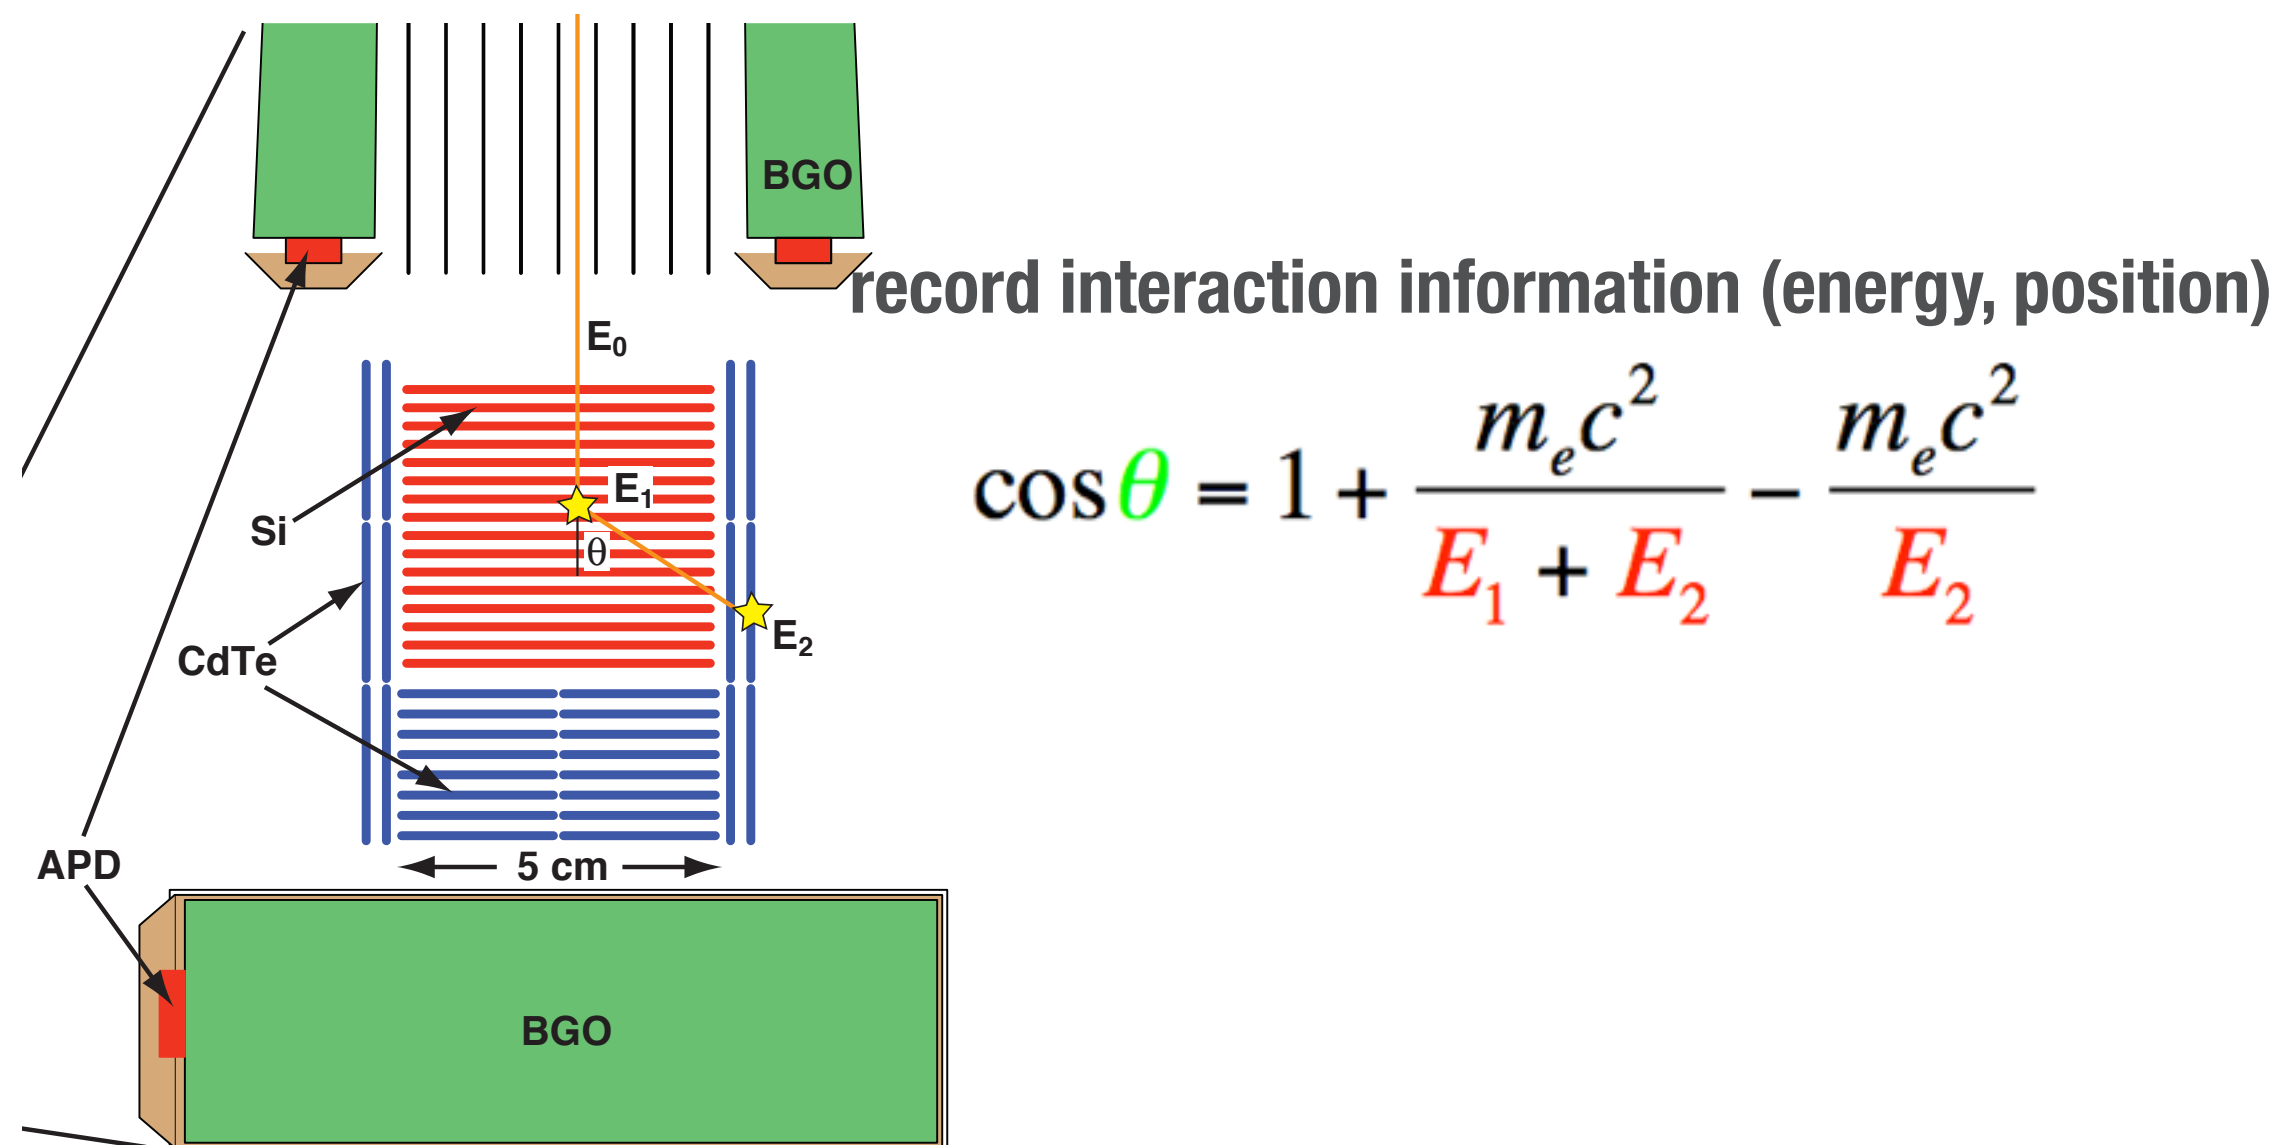 BGO
record interaction information (energy, position)
E₀
E₁
Si
θ
cos θ = 1 + mₑc² / (E₁ + E₂) − mₑc² / E₂
E₂
CdTe
APD
5 cm
BGO